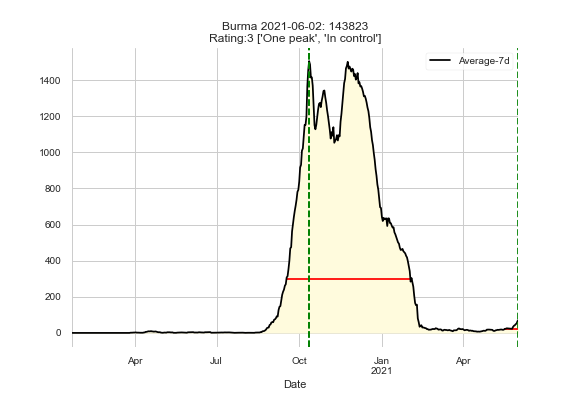 Burma 2021-06-02: 143823
Rating:3 ['One peak', 'In control']
Average-7d
1400
1200
1000
800
600
400
200
0
Apr
Jul
Oct
Jan
2021
Apr
Date